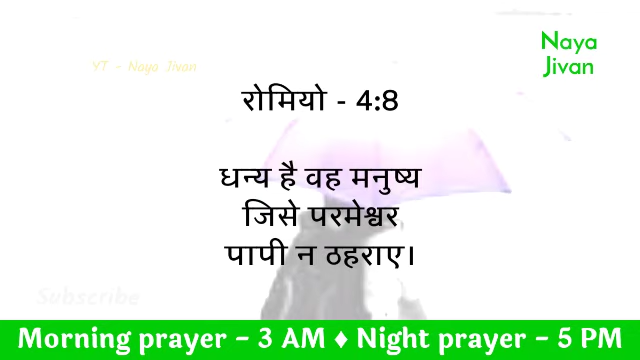 Naya
Jivan
YT - Naya Jivan
रोमियो - 4:8
धन्य है वह मनुष्य
जिसे परमेश्वर
पापी न ठहराए।
Subscribe
Morning prayer - 3 AM ♦ Night prayer - 5 PM